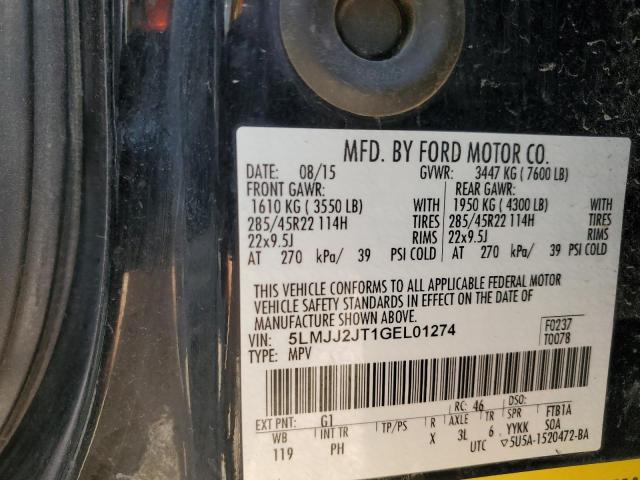 MFD. BY FORD MOTOR CO.
DATE: 08/15 GVWR: 3447 KG ( 7600 LB)
FRONT GAWR: REAR GAWR:
1610 KG ( 3550 LB) WITH 1950 KG ( 4300 LB) WITH
285/45R22 114H TIRES 285/45R22 114H TIRES
22x9.5J RIMS 22x9.5J RIMS
AT 270 kPa/ 39 PSI COLD AT 270 kPa/ 39 PSI COLD
THIS VEHICLE CONFORMS TO ALL APPLICABLE FEDERAL MOTOR
VEHICLE SAFETY STANDARDS IN EFFECT ON THE DATE OF
MANUFACTURE SHOWN ABOVE.
VIN: 5LMJJ2JT1GEL01274 F0237
TYPE: MPV T0078
EXT PNT: G1 RC: 46 DSO: FTB1A
WB INT TR TP/PS R AXLE TR SPR SOA
119 PH X 3L 6 YYKK
UTC ▽5U5A-1520472-BA